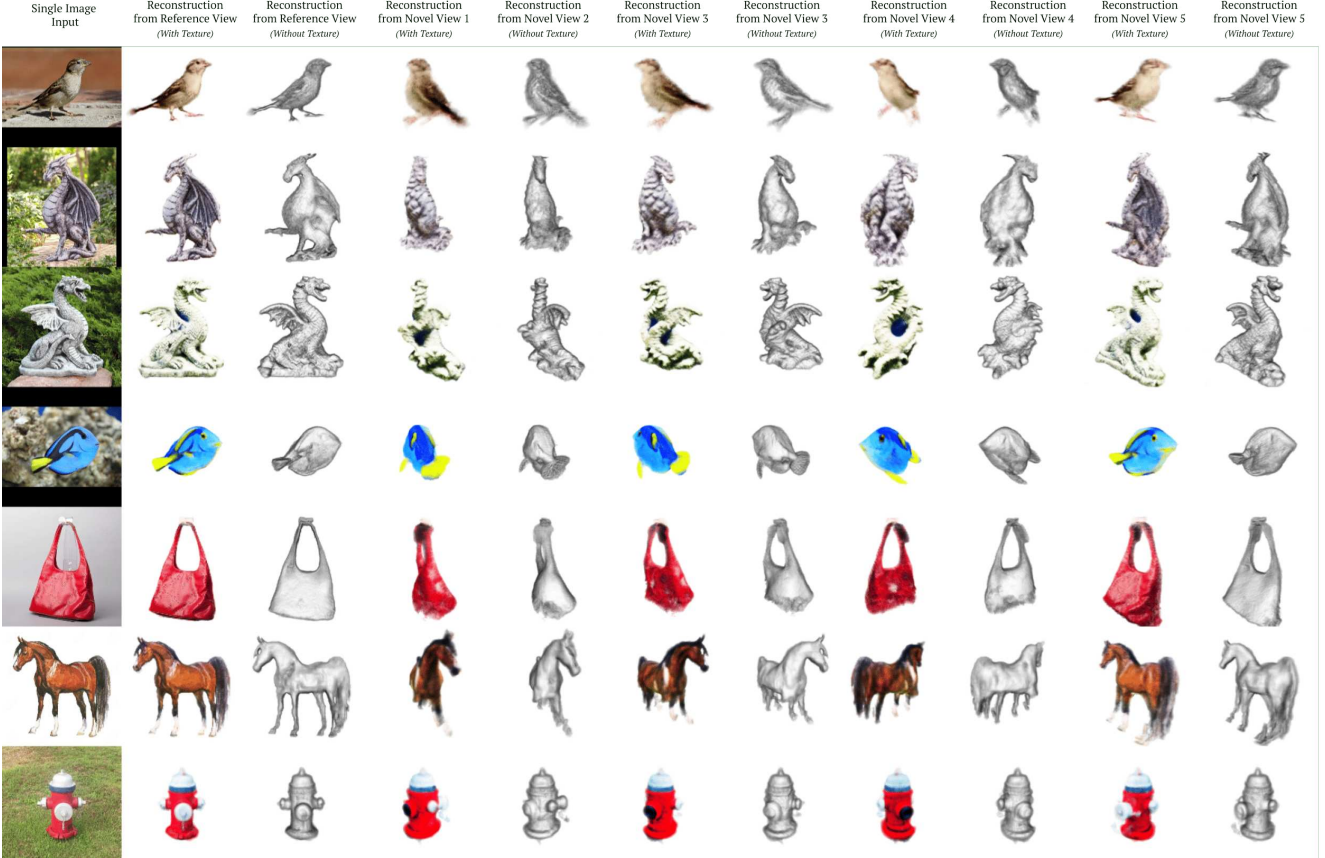 Single Image
Input
Reconstruction
from Reference View
(With Texture)
Reconstruction
from Reference View
(Without Texture)
Reconstruction
from Novel View 1
(With Texture)
Reconstruction
from Novel View 2
(Without Texture)
Reconstruction
from Novel View 3
(With Texture)
Reconstruction
from Novel View 3
(Without Texture)
Reconstruction
from Novel View 4
(With Texture)
Reconstruction
from Novel View 4
(Without Texture)
Reconstruction
from Novel View 5
(With Texture)
Reconstruction
from Novel View 5
(Without Texture)